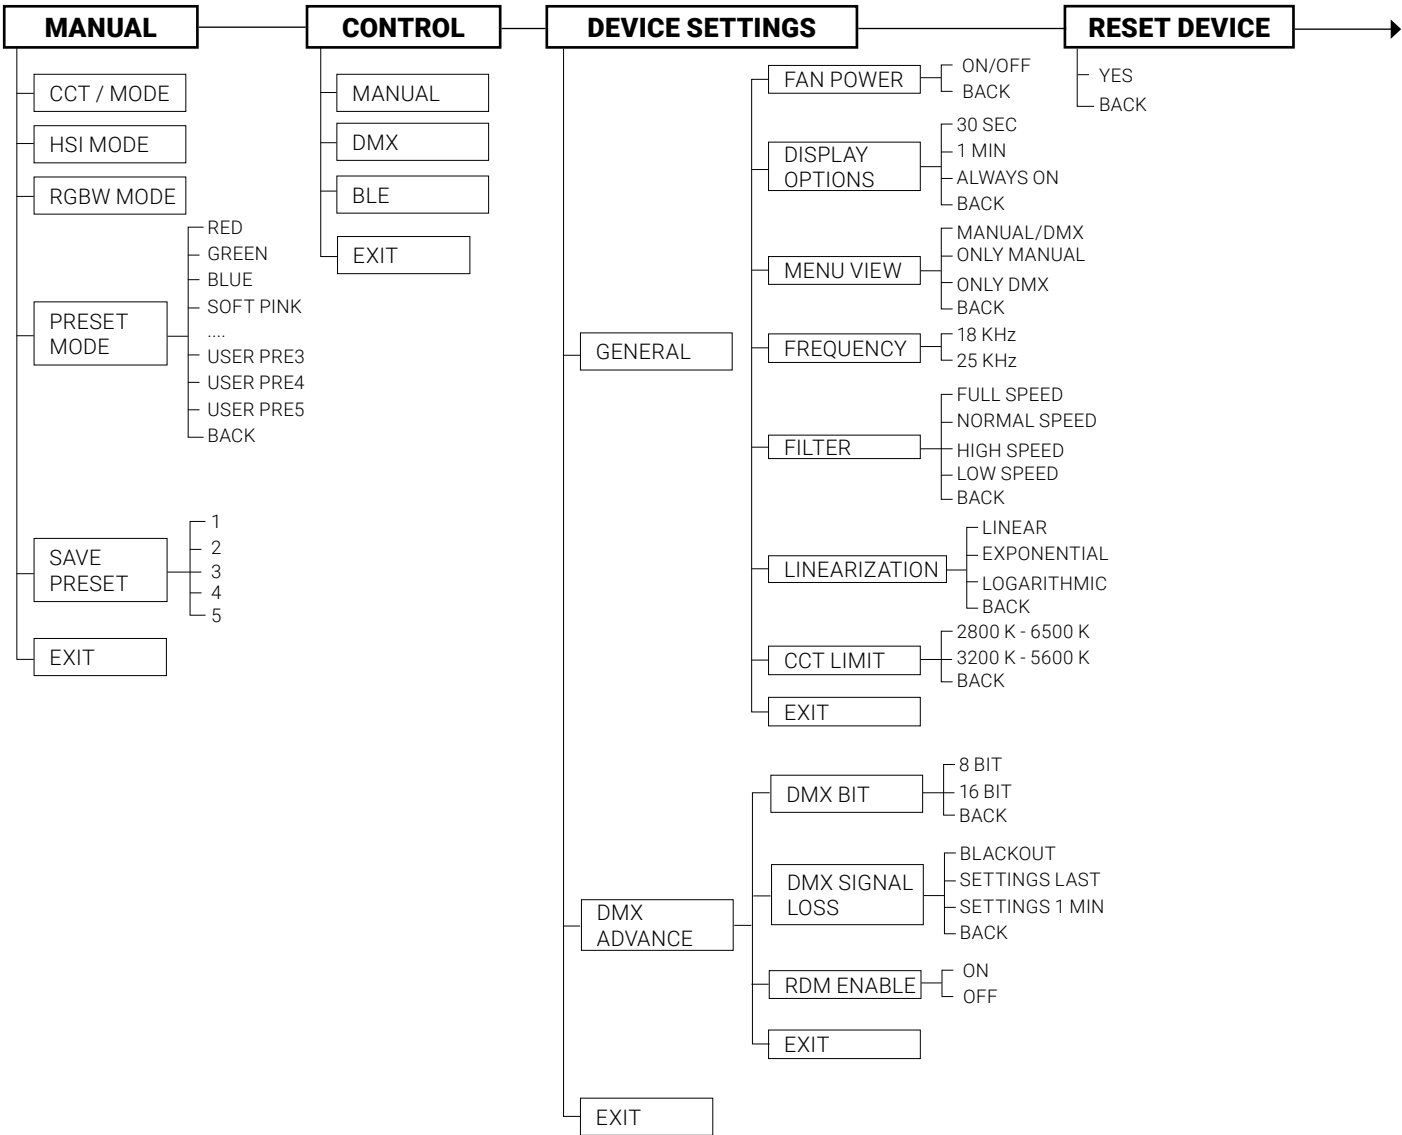 MANUAL
CONTROL
DEVICE SETTINGS
RESET DEVICE
CCT / MODE
HSI MODE
RGBW MODE
PRESET
MODE
RED
GREEN
BLUE
SOFT PINK
....
USER PRE3
USER PRE4
USER PRE5
BACK
SAVE
PRESET
1
2
3
4
5
EXIT
MANUAL
DMX
BLE
EXIT
GENERAL
FAN POWER
ON/OFF
BACK
DISPLAY
OPTIONS
30 SEC
1 MIN
ALWAYS ON
BACK
MENU VIEW
MANUAL/DMX
ONLY MANUAL
ONLY DMX
BACK
FREQUENCY
18 KHz
25 KHz
FILTER
FULL SPEED
NORMAL SPEED
HIGH SPEED
LOW SPEED
BACK
LINEARIZATION
LINEAR
EXPONENTIAL
LOGARITHMIC
BACK
CCT LIMIT
2800 K - 6500 K
3200 K - 5600 K
BACK
EXIT
DMX
ADVANCE
DMX BIT
8 BIT
16 BIT
BACK
DMX SIGNAL
LOSS
BLACKOUT
SETTINGS LAST
SETTINGS 1 MIN
BACK
RDM ENABLE
ON
OFF
EXIT
EXIT
YES
BACK